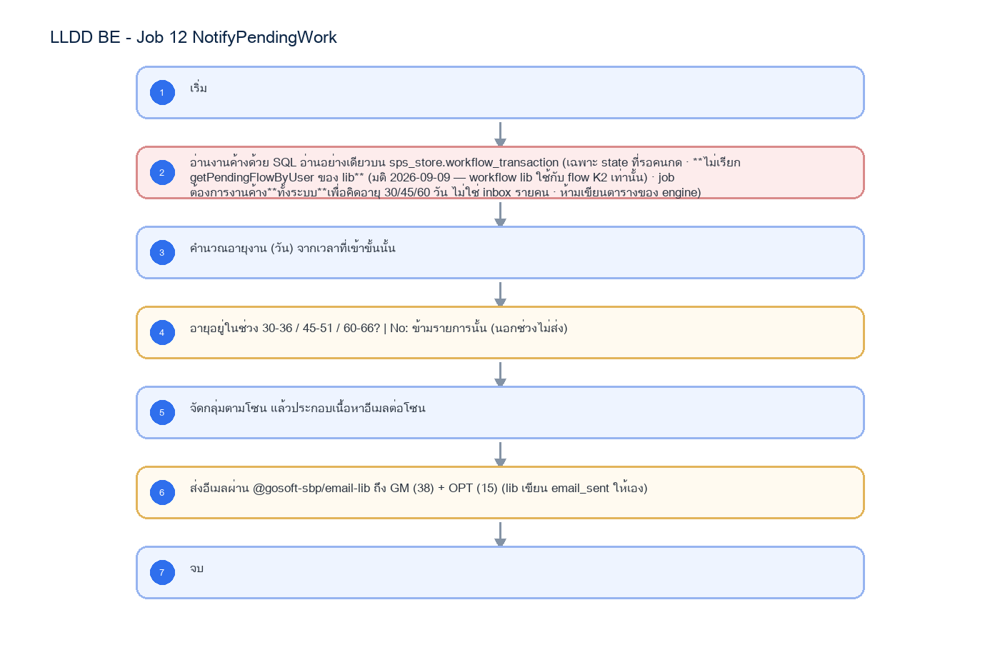 LLDD BE - Job 12 NotifyPendingWork
1
เริ่ม
2
อ่านงานค้างด้วย SQL อ่านอย่างเดียวบน sps_store.workflow_transaction (เฉพาะ state ที่รอคนกด · **ไม่เรียก
getPendingFlowByUser ของ lib** (มติ 2026-09-09 — workflow lib ใช้กับ flow K2 เท่านั้น) · job
ต้องการงานค้าง**ทั้งระบบ**เพื่อคิดอายุ 30/45/60 วัน ไม่ใช่ inbox รายคน · ห้ามเขียนตารางของ engine)
3
คำนวณอายุงาน (วัน) จากเวลาที่เข้าขั้นนั้น
4
อายุอยู่ในช่วง 30-36 / 45-51 / 60-66? | No: ข้ามรายการนั้น (นอกช่วงไม่ส่ง)
5
จัดกลุ่มตามโซน แล้วประกอบเนื้อหาอีเมลต่อโซน
6
ส่งอีเมลผ่าน @gosoft-sbp/email-lib ถึง GM (38) + OPT (15) (lib เขียน email_sent ให้เอง)
7
จบ